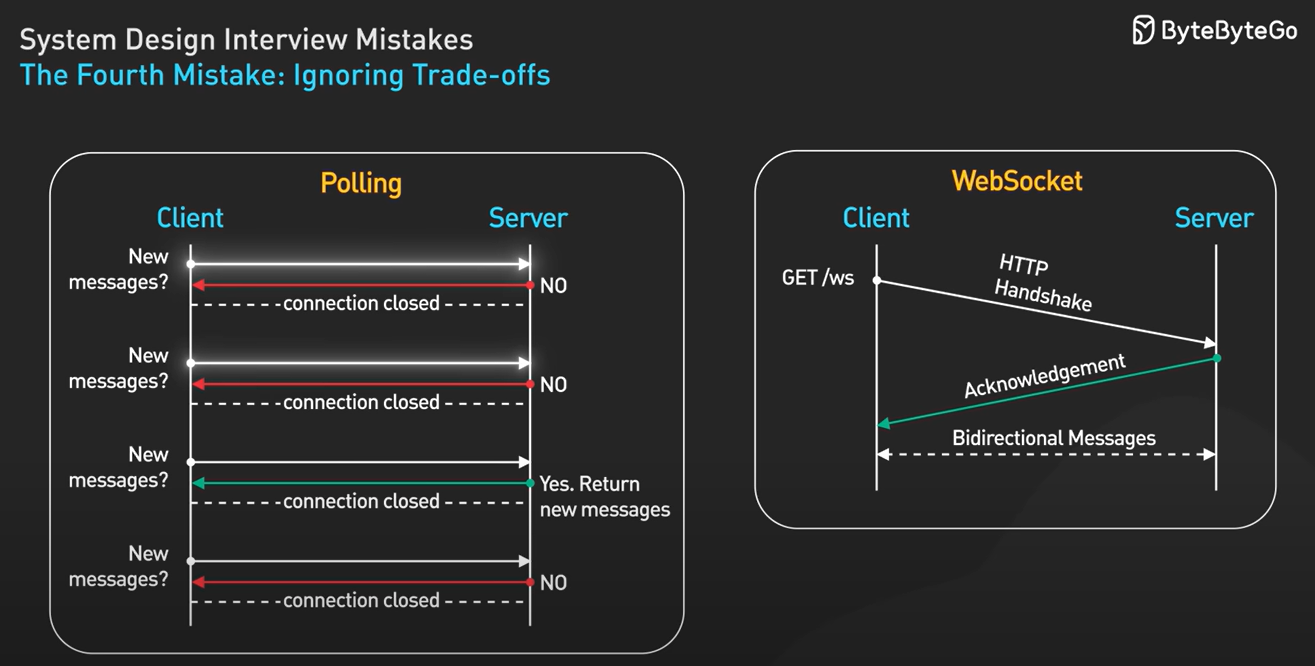 System Design Interview Mistakes
The Fourth Mistake: Ignoring Trade-offs
ByteByteGo
Polling
Client
Server
New
messages?
NO
connection closed
New
messages?
NO
connection closed
New
messages?
Yes. Return
new messages
connection closed
New
messages?
NO
connection closed
WebSocket
Client
Server
GET /ws
HTTP
Handshake
Acknowledgement
Bidirectional Messages